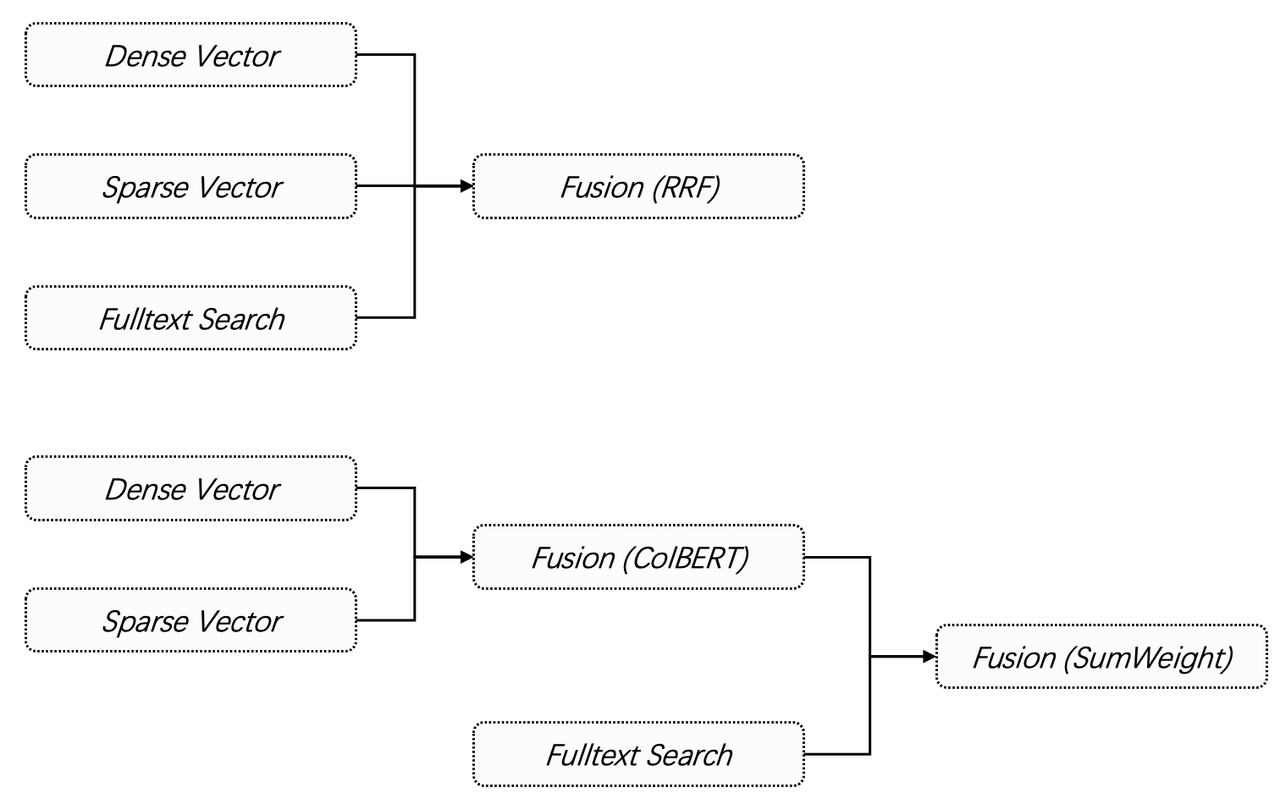 Dense Vector
Sparse Vector
Fusion (RRF)
Fulltext Search
Dense Vector
Fusion (ColBERT)
Sparse Vector
Fusion (SumWeight)
Fulltext Search